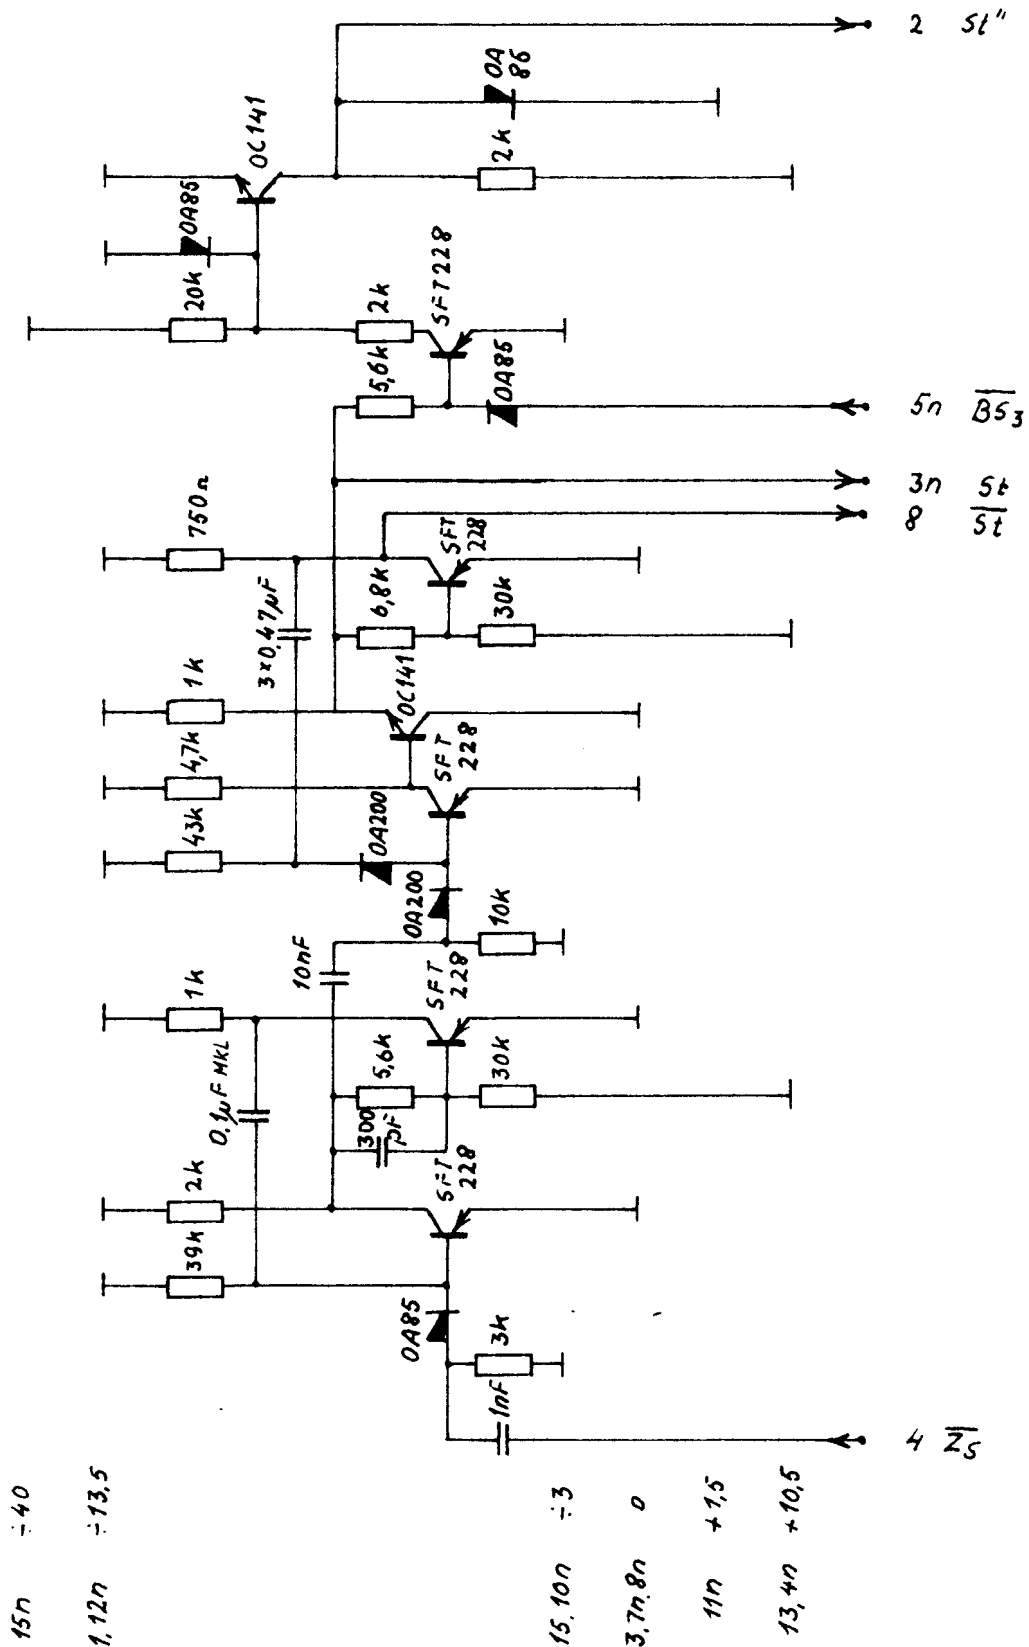 2 St"
OA
86
OC141
2k
OA85
20k
2k
SFT228
5,6k
OA85
5n BS3
3n St
8 St
750Ω
SFT
228
6,8k
30k
3×0,47µF
1k
OC141
4,7k
SFT
228
43k
OA200
OA200
10k
10nF
SFT
228
1k
5,6k
30k
0,1µF MKL
300
pF
2k
SFT
228
39k
OA85
3k
1nF
4 Zs
15n ÷40
1,12n ÷13,5
15,10n ÷3
3,7n,8n 0
11n +1,5
13,4n +10,5